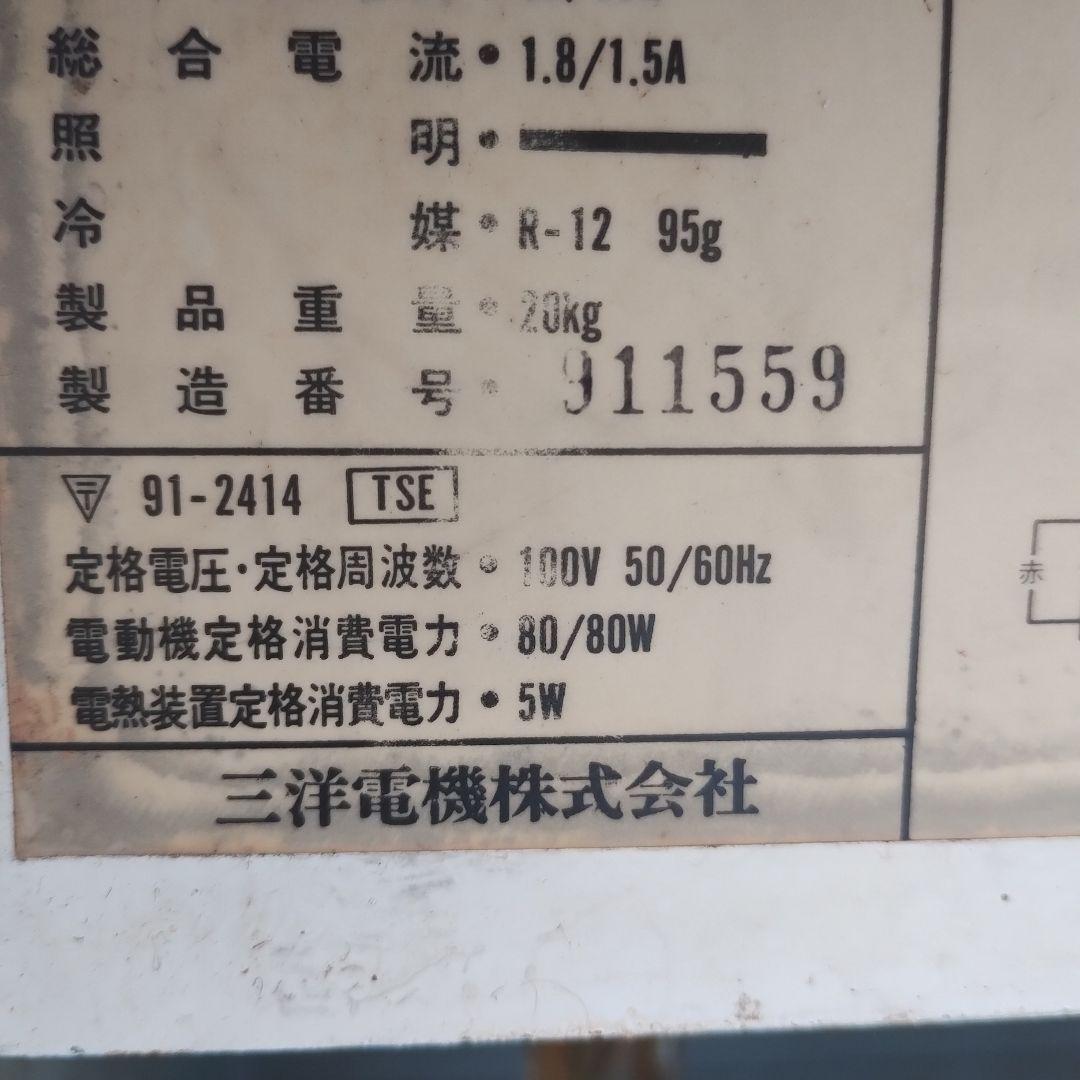 総合電流・1.8/1.5A
照明・
冷媒・R-12 95g
製品重量・20kg
製造番号・911559
〒 91-2414 TSE
定格電圧・定格周波数・100V 50/60Hz
電動機定格消費電力・80/80W
電熱装置定格消費電力・5W
三洋電機株式会社
赤